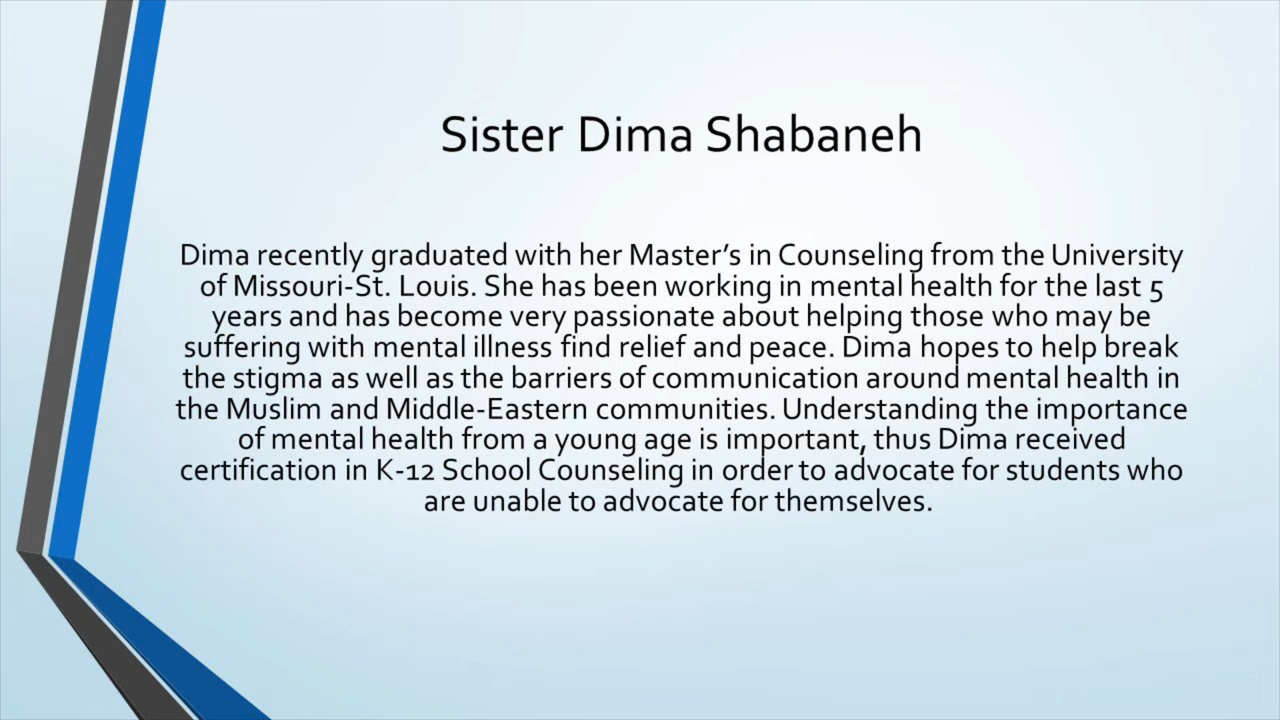 Sister Dima Shabaneh
Dima recently graduated with her Master’s in Counseling from the University
of Missouri-St. Louis. She has been working in mental health for the last 5
years and has become very passionate about helping those who may be
suffering with mental illness find relief and peace. Dima hopes to help break
the stigma as well as the barriers of communication around mental health in
the Muslim and Middle-Eastern communities. Understanding the importance
of mental health from a young age is important, thus Dima received
certification in K-12 School Counseling in order to advocate for students who
are unable to advocate for themselves.